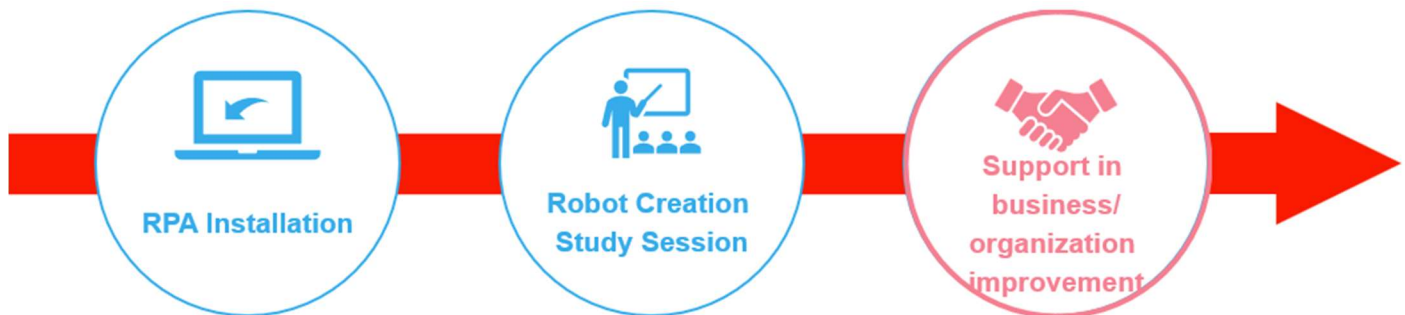 RPA Installation
Robot Creation
Study Session
Support in
business/
organization
improvement